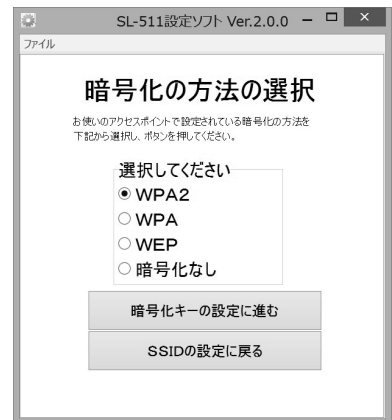 SL-511設定ソフト Ver.2.0.0
ファイル
暗号化の方法の選択
お使いのアクセスポイントで設定されている暗号化の方法を
下記から選択し、ボタンを押してください。
選択してください
WPA2
WPA
WEP
暗号化なし
暗号化キーの設定に進む
SSIDの設定に戻る